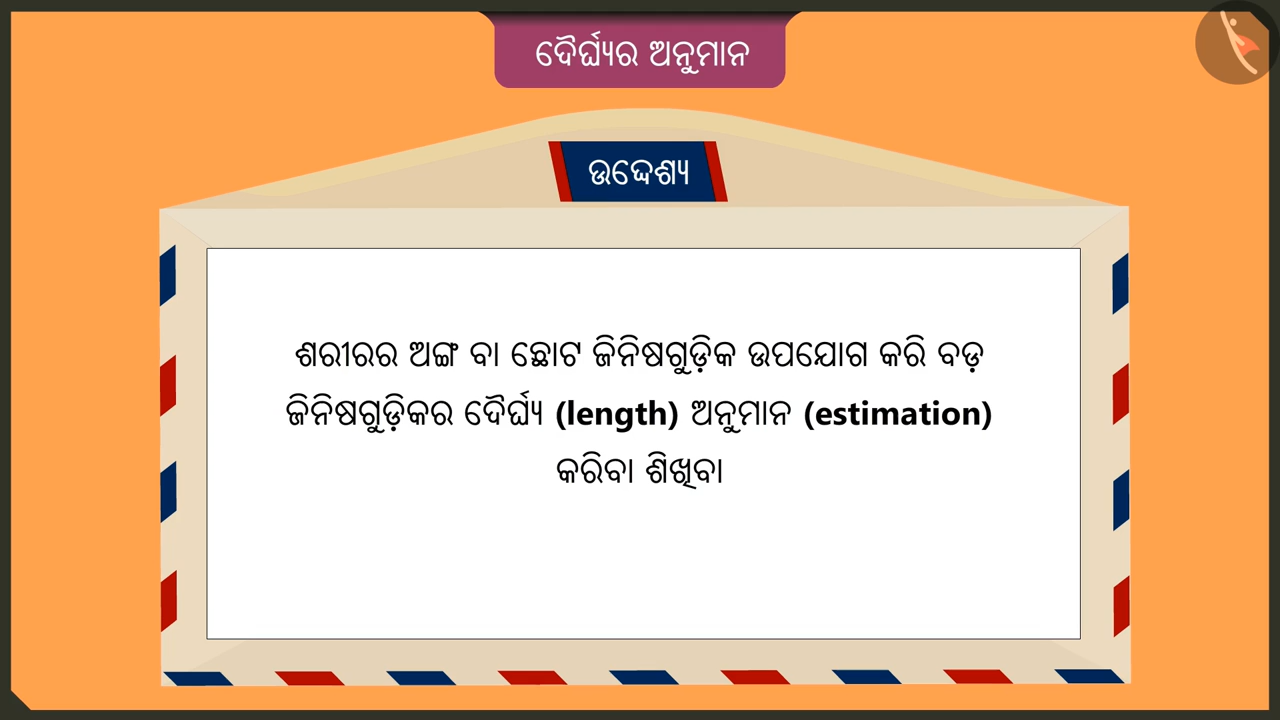 ଦୈର୍ଘ୍ୟର ଅନୁମାନ
ଉଦ୍ଦେଶ୍ୟ
ଶରୀରର ଅଙ୍ଗ ବା ଛୋଟ ଜିନିଷଗୁଡ଼ିକ ଉପଯୋଗ କରି ବଡ଼
ଜିନିଷଗୁଡ଼ିକର ଦୈର୍ଘ୍ୟ (length) ଅନୁମାନ (estimation)
କରିବା ଶିଖିବା